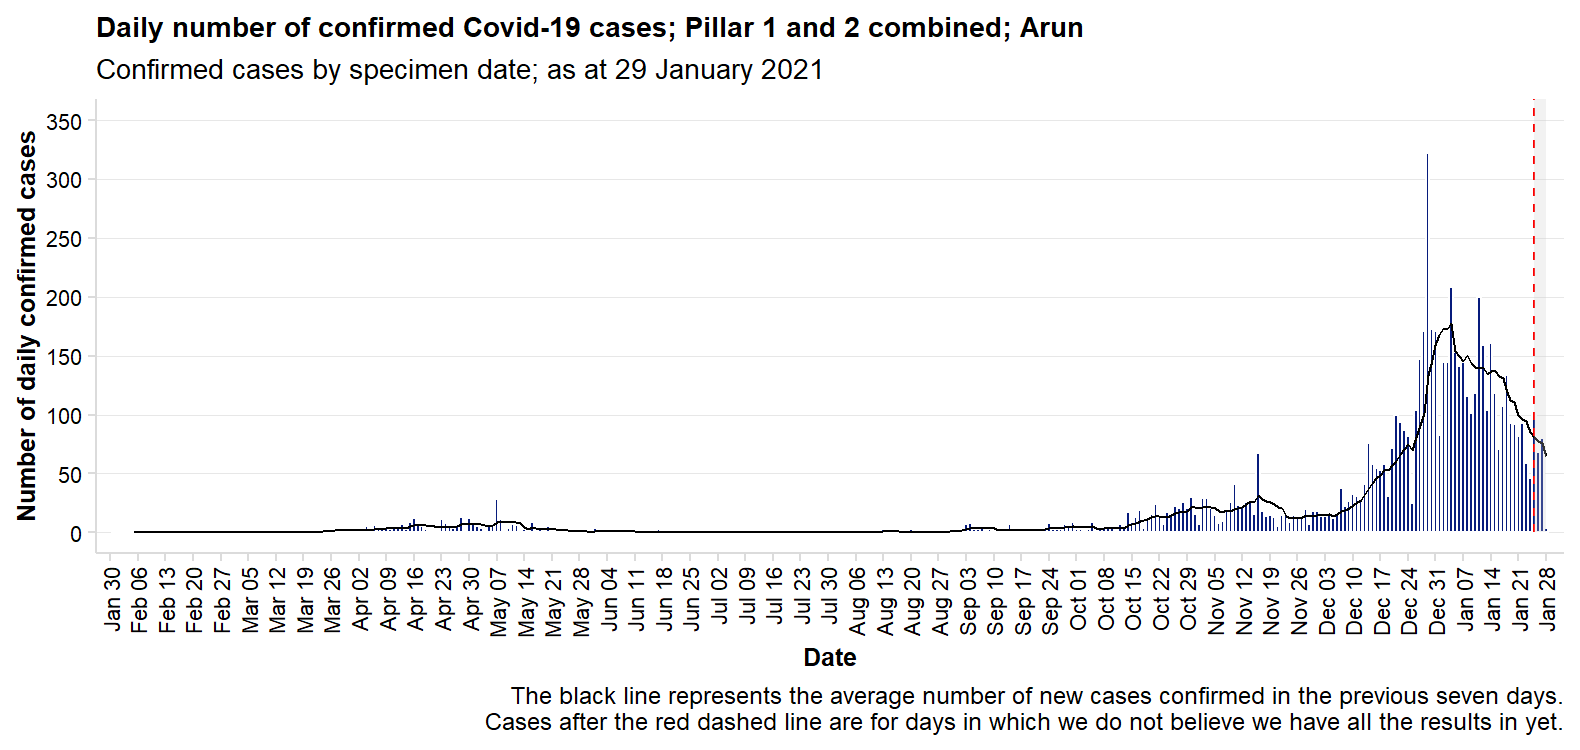 Daily number of confirmed Covid-19 cases; Pillar 1 and 2 combined; Arun
Confirmed cases by specimen date; as at 29 January 2021
Number of daily confirmed cases
350
300
250
200
150
100
50
0
Jan 30
Feb 06
Feb 13
Feb 20
Feb 27
Mar 05
Mar 12
Mar 19
Mar 26
Apr 02
Apr 09
Apr 16
Apr 23
Apr 30
May 07
May 14
May 21
May 28
Jun 04
Jun 11
Jun 18
Jun 25
Jul 02
Jul 09
Jul 16
Jul 23
Jul 30
Aug 06
Aug 13
Aug 20
Aug 27
Sep 03
Sep 10
Sep 17
Sep 24
Oct 01
Oct 08
Oct 15
Oct 22
Oct 29
Nov 05
Nov 12
Nov 19
Nov 26
Dec 03
Dec 10
Dec 17
Dec 24
Dec 31
Jan 07
Jan 14
Jan 21
Jan 28
Date
The black line represents the average number of new cases confirmed in the previous seven days.
Cases after the red dashed line are for days in which we do not believe we have all the results in yet.